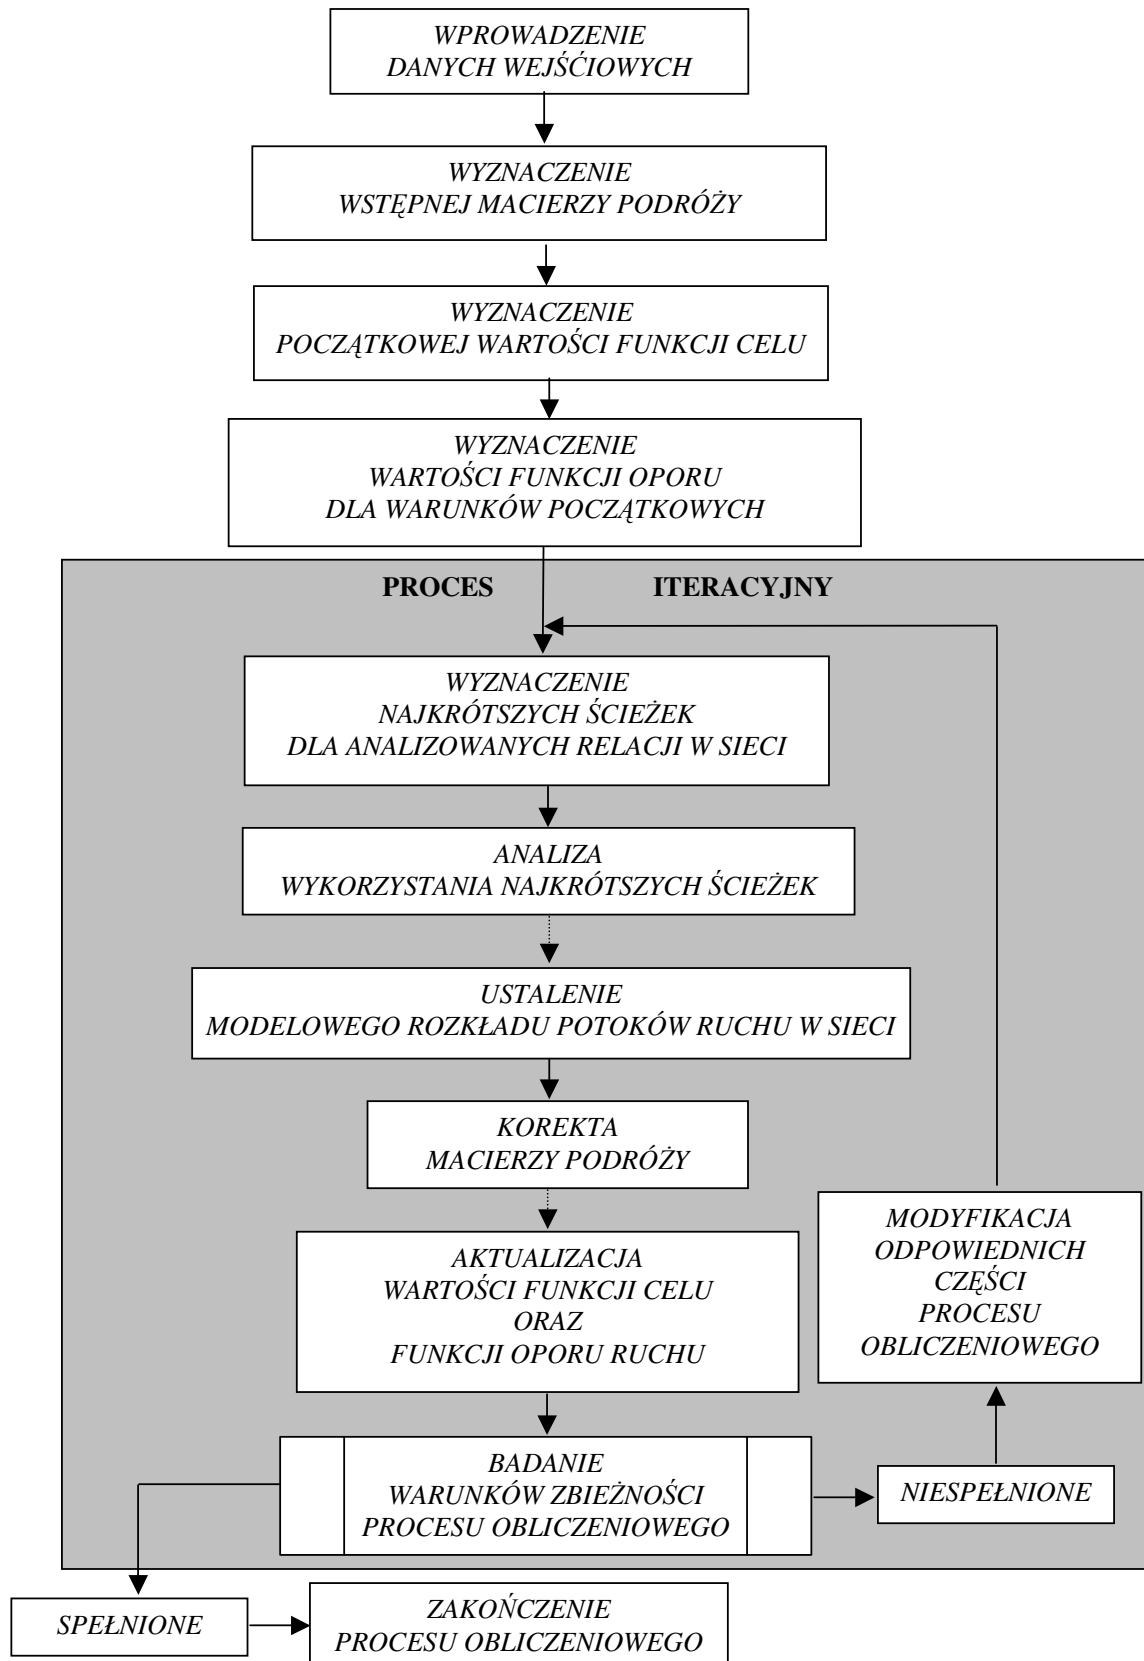 WPROWADZENIE
DANYCH WEJŚĆIOWYCH
WYZNACZENIE
WSTĘPNEJ MACIERZY PODRÓŻY
WYZNACZENIE
POCZĄTKOWEJ WARTOŚCI FUNKCJI CELU
WYZNACZENIE
WARTOŚCI FUNKCJI OPORU
DLA WARUNKÓW POCZĄTKOWYCH
PROCES ITERACYJNY
WYZNACZENIE
NAJKRÓTSZYCH ŚCIEŻEK
DLA ANALIZOWANYCH RELACJI W SIECI
ANALIZA
WYKORZYSTANIA NAJKRÓTSZYCH ŚCIEŻEK
USTALENIE
MODELOWEGO ROZKŁADU POTOKÓW RUCHU W SIECI
KOREKTA
MACIERZY PODRÓŻY
AKTUALIZACJA
WARTOŚCI FUNKCJI CELU
ORAZ
FUNKCJI OPORU RUCHU
MODYFIKACJA
ODPOWIEDNICH
CZĘŚCI
PROCESU
OBLICZENIOWEGO
BADANIE
WARUNKÓW ZBIEŻNOŚCI
PROCESU OBLICZENIOWEGO
NIESPEŁNIONE
SPEŁNIONE
ZAKOŃCZENIE
PROCESU OBLICZENIOWEGO